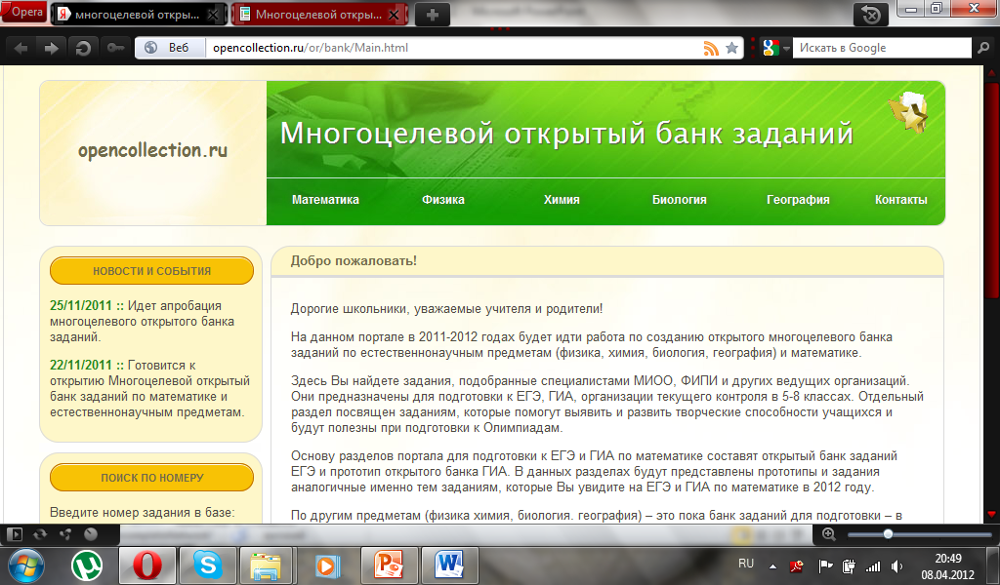 Opera
многоцелевой откры...
Многоцелевой откры...
Веб
opencollection.ru/or/bank/Main.html
Искать в Google
opencollection.ru
Многоцелевой открытый банк заданий
Математика Физика Химия Биология География Контакты
НОВОСТИ И СОБЫТИЯ
25/11/2011 :: Идет апробация
многоцелевого открытого банка
заданий.
22/11/2011 :: Готовится к
открытию Многоцелевой открытый
банк заданий по математике и
естественнонаучным предметам.
ПОИСК ПО НОМЕРУ
Введите номер задания в базе:
Добро пожаловать!
Дорогие школьники, уважаемые учителя и родители!
На данном портале в 2011-2012 годах будет идти работа по созданию открытого многоцелевого банка
заданий по естественнонаучным предметам (физика, химия, биология, география) и математике.
Здесь Вы найдете задания, подобранные специалистами МИОО, ФИПИ и других ведущих организаций.
Они предназначены для подготовки к ЕГЭ, ГИА, организации текущего контроля в 5-8 классах. Отдельный
раздел посвящен заданиям, которые помогут выявить и развить творческие способности учащихся и
будут полезны при подготовки к Олимпиадам.
Основу разделов портала для подготовки к ЕГЭ и ГИА по математике составят открытый банк заданий
ЕГЭ и прототип открытого банка ГИА. В данных разделах будут представлены прототипы и задания
аналогичные именно тем заданиям, которые Вы увидите на ЕГЭ и ГИА по математике в 2012 году.
По другим предметам (физика химия, биология. география) – это пока банк заданий для подготовки – в
RU
20:49
08.04.2012